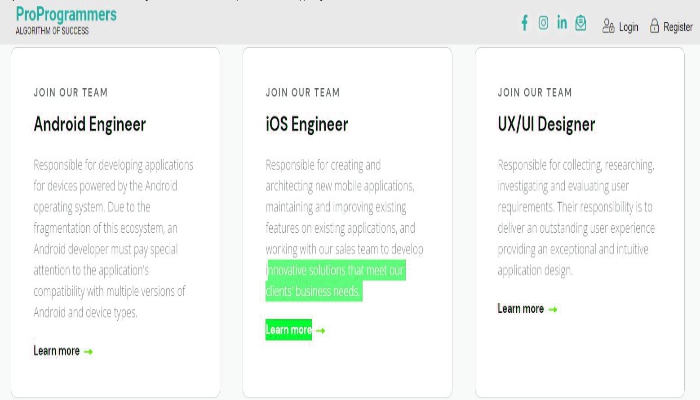 ProProgrammers
ALGORITHM OF SUCCESS
Login
Register
JOIN OUR TEAM
Android Engineer
Responsible for developing applications
for devices powered by the Android
operating system. Due to the
fragmentation of this ecosystem, an
Android developer must pay special
attention to the application's
compatibility with multiple versions of
Android and device types.
Learn more
JOIN OUR TEAM
iOS Engineer
Responsible for creating and
architecting new mobile applications,
maintaining and improving existing
features on existing applications, and
working with our sales team to develop
innovative solutions that meet our
clients' business needs.
Learn more
JOIN OUR TEAM
UX/UI Designer
Responsible for collecting, researching,
investigating and evaluating user
requirements. Their responsibility is to
deliver an outstanding user experience
providing an exceptional and intuitive
application design.
Learn more